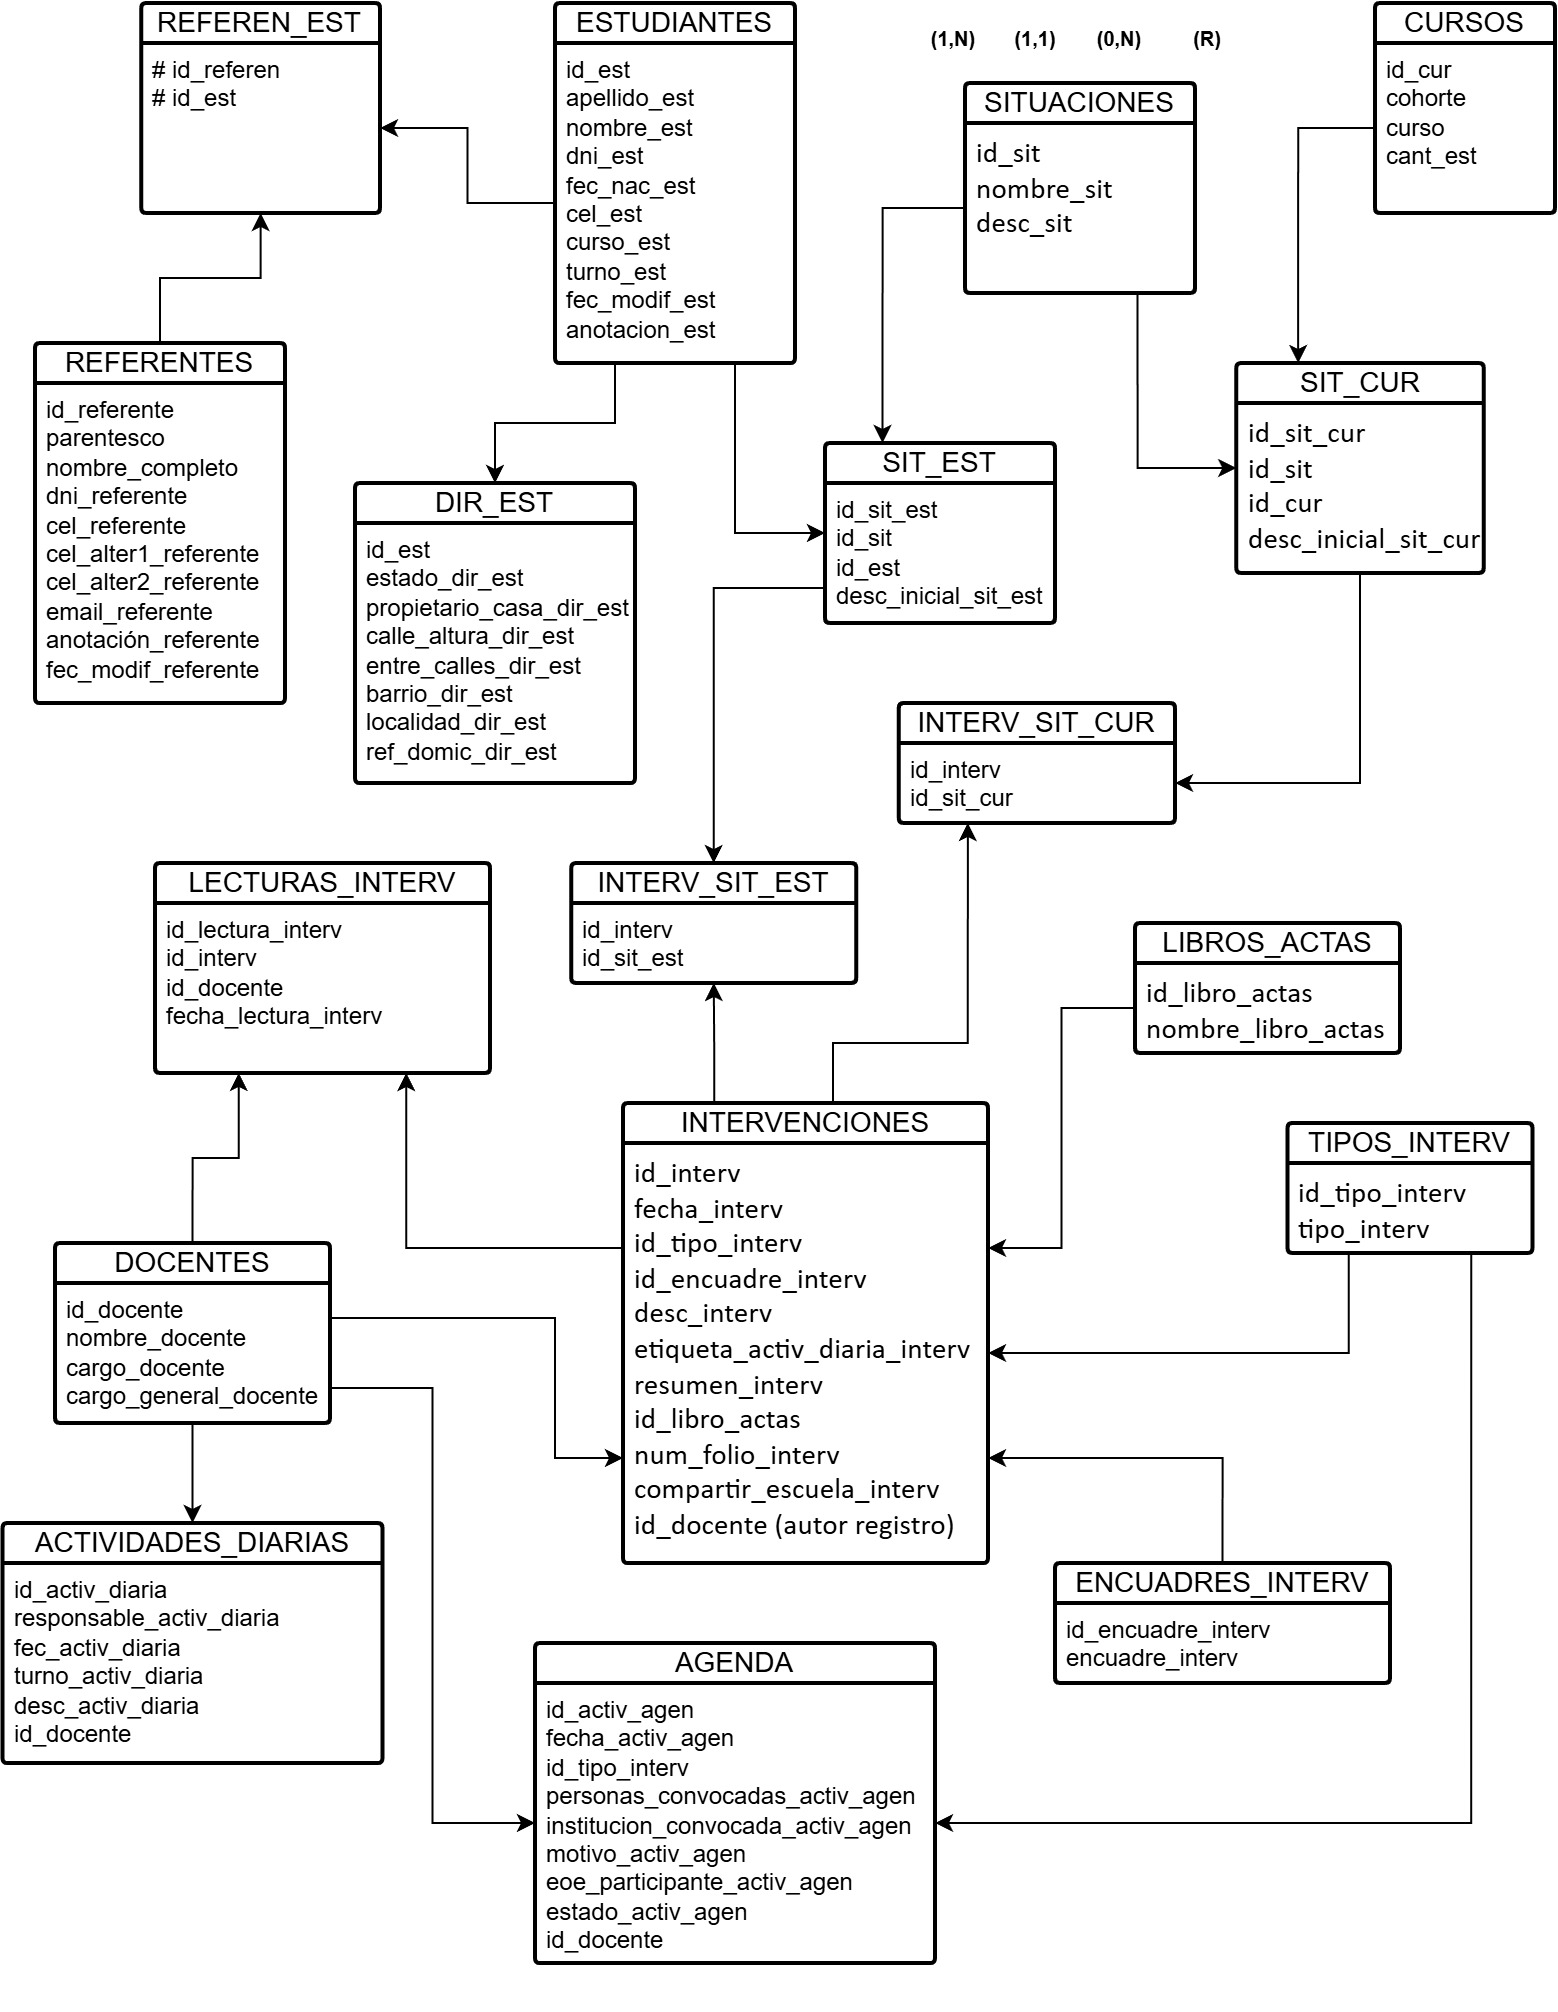 REFEREN_EST
# id_referen
# id_est
ESTUDIANTES
id_est
apellido_est
nombre_est
dni_est
fec_nac_est
cel_est
curso_est
turno_est
fec_modif_est
anotacion_est
(1,N) (1,1) (0,N) (R)
SITUACIONES
id_sit
nombre_sit
desc_sit
CURSOS
id_cur
cohorte
curso
cant_est
REFERENTES
id_referente
parentesco
nombre_completo
dni_referente
cel_referente
cel_alter1_referente
cel_alter2_referente
email_referente
anotación_referente
fec_modif_referente
DIR_EST
id_est
estado_dir_est
propietario_casa_dir_est
calle_altura_dir_est
entre_calles_dir_est
barrio_dir_est
localidad_dir_est
ref_domic_dir_est
SIT_EST
id_sit_est
id_sit
id_est
desc_inicial_sit_est
SIT_CUR
id_sit_cur
id_sit
id_cur
desc_inicial_sit_cur
INTERV_SIT_CUR
id_interv
id_sit_cur
LECTURAS_INTERV
id_lectura_interv
id_interv
id_docente
fecha_lectura_interv
INTERV_SIT_EST
id_interv
id_sit_est
LIBROS_ACTAS
id_libro_actas
nombre_libro_actas
INTERVENCIONES
id_interv
fecha_interv
id_tipo_interv
id_encuadre_interv
desc_interv
etiqueta_activ_diaria_interv
resumen_interv
id_libro_actas
num_folio_interv
compartir_escuela_interv
id_docente (autor registro)
TIPOS_INTERV
id_tipo_interv
tipo_interv
DOCENTES
id_docente
nombre_docente
cargo_docente
cargo_general_docente
ACTIVIDADES_DIARIAS
id_activ_diaria
responsable_activ_diaria
fec_activ_diaria
turno_activ_diaria
desc_activ_diaria
id_docente
ENCUADRES_INTERV
id_encuadre_interv
encuadre_interv
AGENDA
id_activ_agen
fecha_activ_agen
id_tipo_interv
personas_convocadas_activ_agen
institucion_convocada_activ_agen
motivo_activ_agen
eoe_participante_activ_agen
estado_activ_agen
id_docente